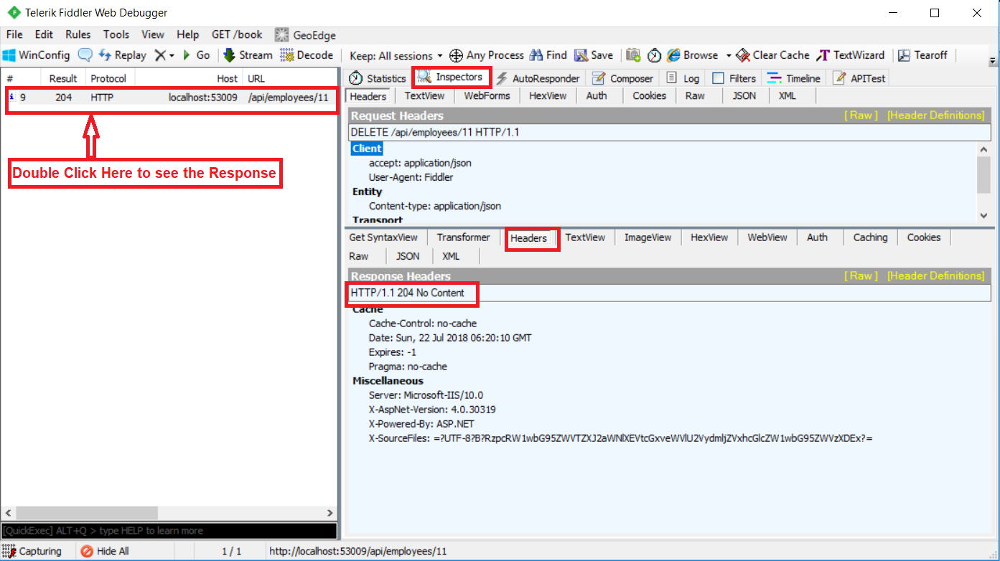 Telerik Fiddler Web Debugger
File Edit Rules Tools View Help GET /book GeoEdge
WinConfig Replay Go Stream Decode Keep: All sessions Any Process Find Save Browse Clear Cache TextWizard Tearoff
# Result Protocol Host URL
9 204 HTTP localhost:53009 /api/employees/11
Double Click Here to see the Response
Statistics Inspectors AutoResponder Composer Log Filters Timeline APITest
Headers TextView WebForms HexView Auth Cookies Raw JSON XML
Request Headers [ Raw ] [Header Definitions]
DELETE /api/employees/11 HTTP/1.1
Client
accept: application/json
User-Agent: Fiddler
Entity
Content-type: application/json
Transport
Get SyntaxView Transformer Headers TextView ImageView HexView WebView Auth Caching Cookies
Raw JSON XML
Response Headers [ Raw ] [Header Definitions]
HTTP/1.1 204 No Content
Cache
Cache-Control: no-cache
Date: Sun, 22 Jul 2018 06:20:10 GMT
Expires: -1
Pragma: no-cache
Miscellaneous
Server: Microsoft-IIS/10.0
X-AspNet-Version: 4.0.30319
X-Powered-By: ASP.NET
X-SourceFiles: =?UTF-8?B?RzpcRW1wbG95ZWVTZXJ2aWNlXEVtcGxveWVlU2VydmljZVxhcGlcZW1wbG95ZWVzXDEx?=
[QuickExec] ALT+Q > type HELP to learn more
Capturing Hide All 1 / 1 http://localhost:53009/api/employees/11